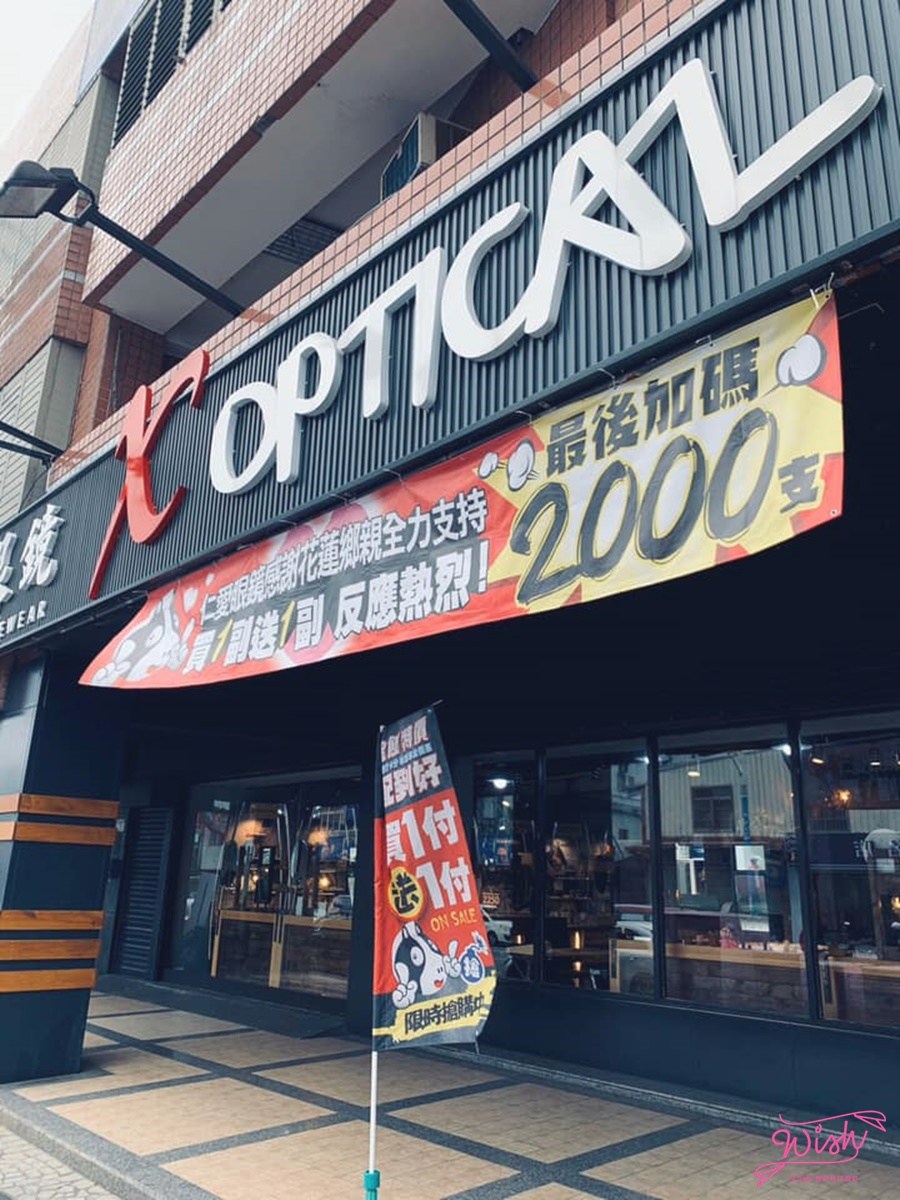 OPTICAL
號
EWEAR
最後加碼
2000支
仁愛眼鏡感謝花蓮鄉親全力支持
買1副送1副 反應熱烈!
買1付
送1付
ON SALE
限時搶購中
Wish